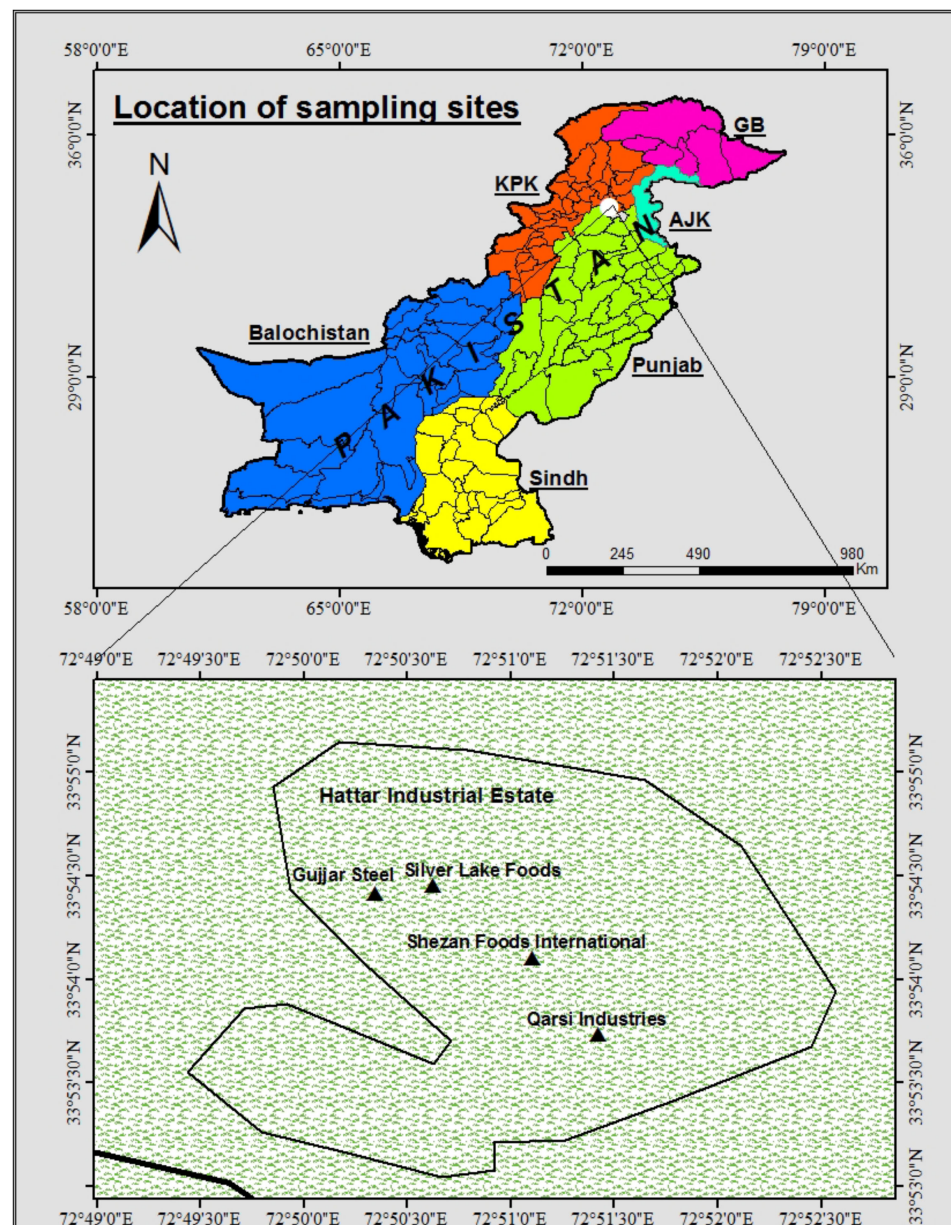 58°0'0"E 65°0'0"E 72°0'0"E 79°0'0"E
Location of sampling sites
N
GB
36°0'0"N
36°0'0"N
KPK
AJK
Balochistan
PAKISTAN
Punjab
29°0'0"N
29°0'0"N
Sindh
0 245 490 980
Km
58°0'0"E 65°0'0"E 72°0'0"E 79°0'0"E
72°49'0"E 72°49'30"E 72°50'0"E 72°50'30"E 72°51'0"E 72°51'30"E 72°52'0"E 72°52'30"E
33°55'0"N
33°55'0"N
Hattar Industrial Estate
Gujjar Steel
Silver Lake Foods
33°54'30"N
33°54'30"N
Shezan Foods International
33°54'0"N
33°54'0"N
Qarsi Industries
33°53'30"N
33°53'30"N
33°53'0"N
33°53'0"N
72°49'0"E 72°49'30"E 72°50'0"E 72°50'30"E 72°51'0"E 72°51'30"E 72°52'0"E 72°52'30"E